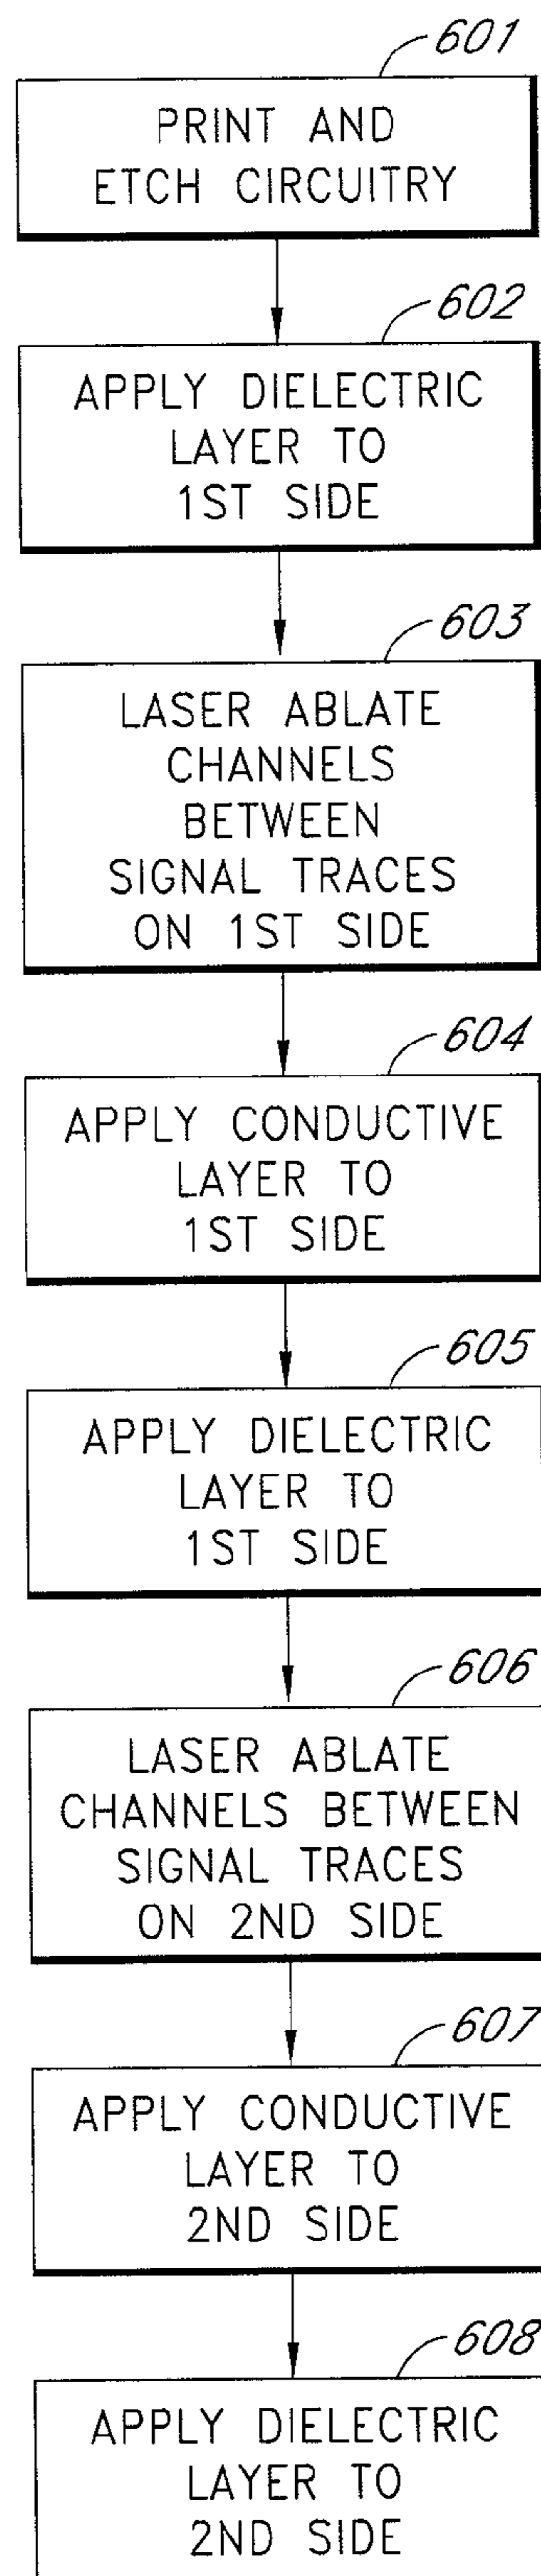 601
PRINT AND
ETCH CIRCUITRY
602
APPLY DIELECTRIC
LAYER TO
1ST SIDE
603
LASER ABLATE
CHANNELS
BETWEEN
SIGNAL TRACES
ON 1ST SIDE
604
APPLY CONDUCTIVE
LAYER TO
1ST SIDE
605
APPLY DIELECTRIC
LAYER TO
1ST SIDE
606
LASER ABLATE
CHANNELS BETWEEN
SIGNAL TRACES
ON 2ND SIDE
607
APPLY CONDUCTIVE
LAYER TO
2ND SIDE
608
APPLY DIELECTRIC
LAYER TO
2ND SIDE